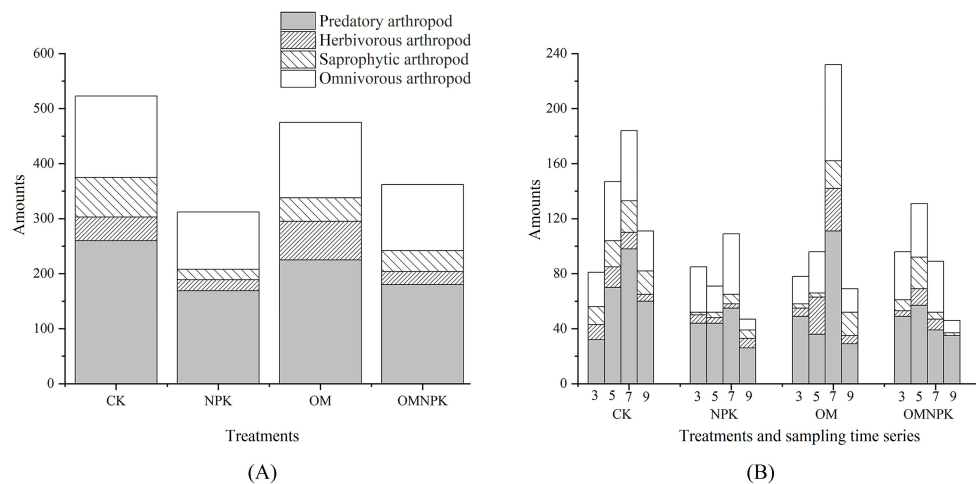 Predatory arthropod
Herbivorous arthropod
Saprophytic arthropod
Omnivorous arthropod
600
500
400
300
200
100
0
Amounts
CK NPK OM OMNPK
Treatments
(A)
240
200
160
120
80
40
0
Amounts
3 5 7 9 3 5 7 9 3 5 7 9 3 5 7 9
CK NPK OM OMNPK
Treatments and sampling time series
(B)